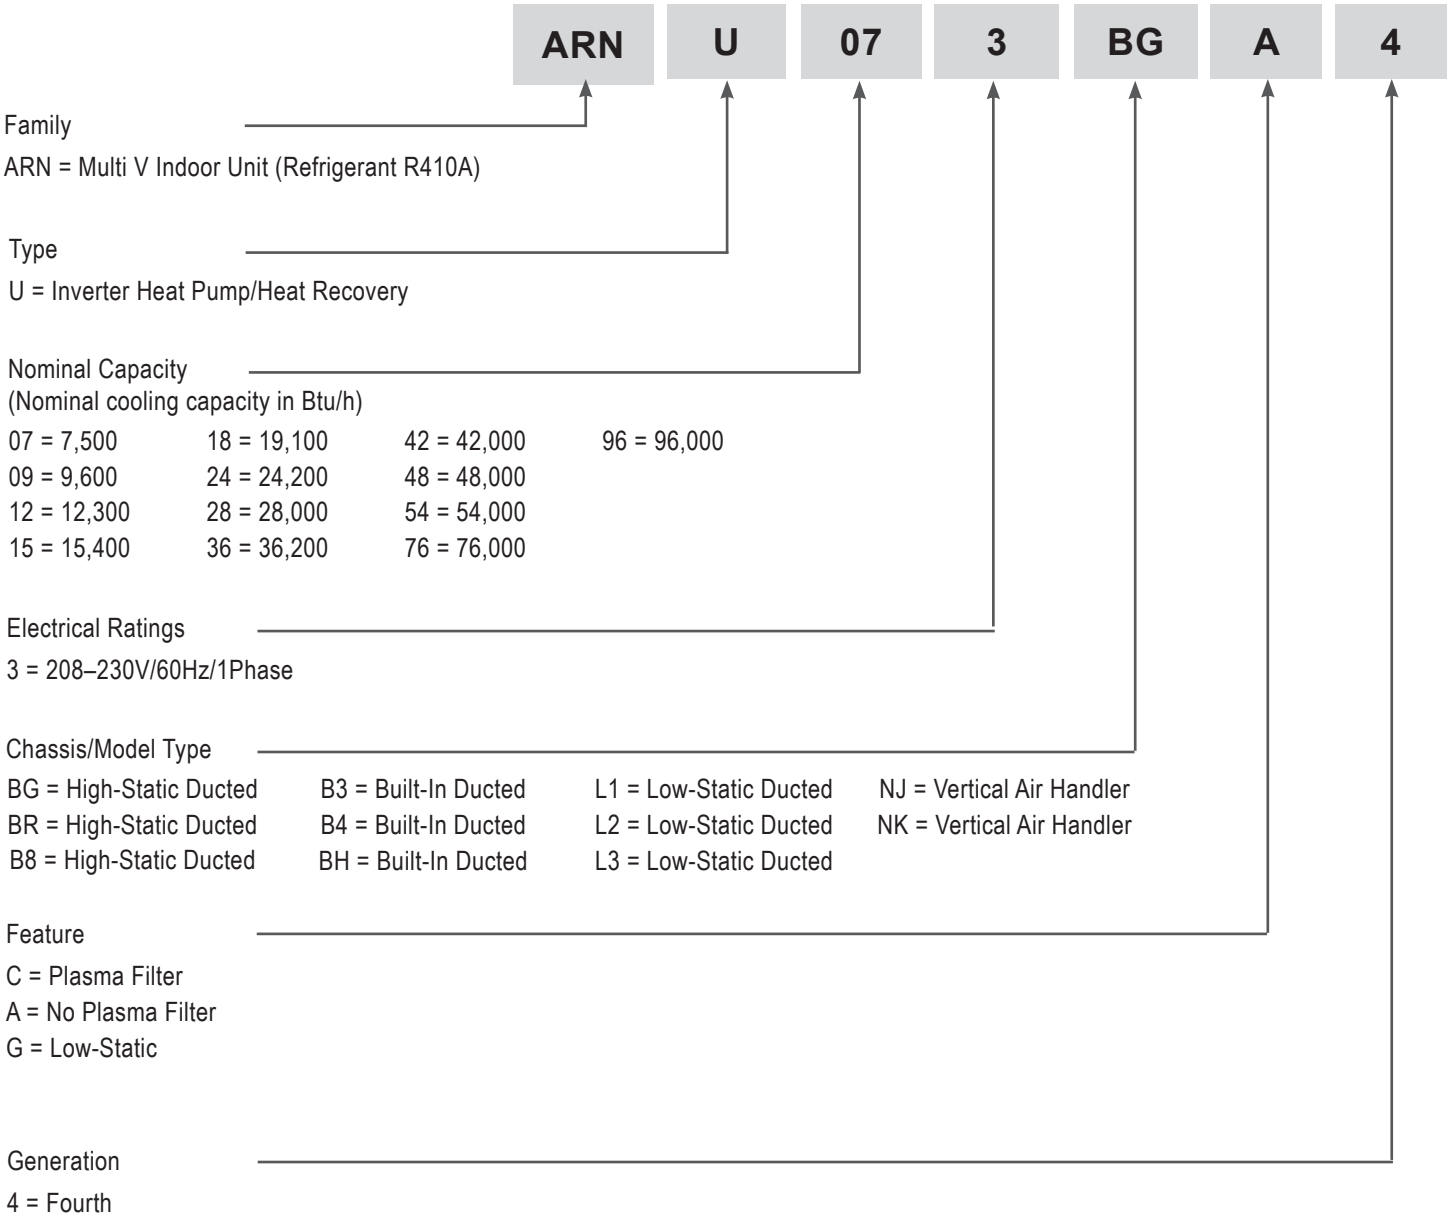 ARN U 07 3 BG A 4
Family
ARN = Multi V Indoor Unit (Refrigerant R410A)
Type
U = Inverter Heat Pump/Heat Recovery
Nominal Capacity
(Nominal cooling capacity in Btu/h)
07 = 7,500 18 = 19,100 42 = 42,000 96 = 96,000
09 = 9,600 24 = 24,200 48 = 48,000
12 = 12,300 28 = 28,000 54 = 54,000
15 = 15,400 36 = 36,200 76 = 76,000
Electrical Ratings
3 = 208–230V/60Hz/1Phase
Chassis/Model Type
BG = High-Static Ducted B3 = Built-In Ducted L1 = Low-Static Ducted NJ = Vertical Air Handler
BR = High-Static Ducted B4 = Built-In Ducted L2 = Low-Static Ducted NK = Vertical Air Handler
B8 = High-Static Ducted BH = Built-In Ducted L3 = Low-Static Ducted
Feature
C = Plasma Filter
A = No Plasma Filter
G = Low-Static
Generation
4 = Fourth